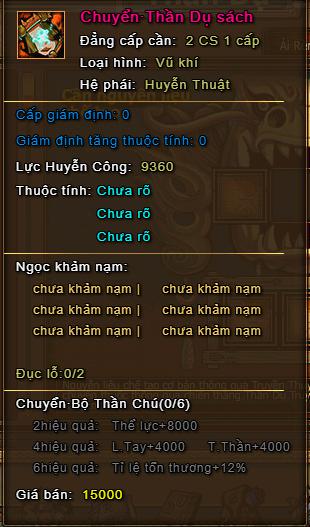 Chuyển·Thần Dụ sách
Đẳng cấp cần: 2 CS 1 cấp
Loại hình: Vũ khí
Hệ phái: Huyễn Thuật
Cấp giám định: 0
Giám định tăng thuộc tính: 0
Lực Huyễn Công: 9360
Thuộc tính: Chưa rõ
Chưa rõ
Chưa rõ
Ngọc khảm nạm:
chưa khảm nạm | chưa khảm nạm
chưa khảm nạm | chưa khảm nạm
chưa khảm nạm | chưa khảm nạm
Đục lỗ:0/2
Chuyển·Bộ Thần Chú(0/6)
2hiệu quả: Thể lực+8000
4hiệu quả: L.Tay+4000 T.Thần+4000
6hiệu quả: Tỉ lệ tổn thương+12%
Giá bán: 15000